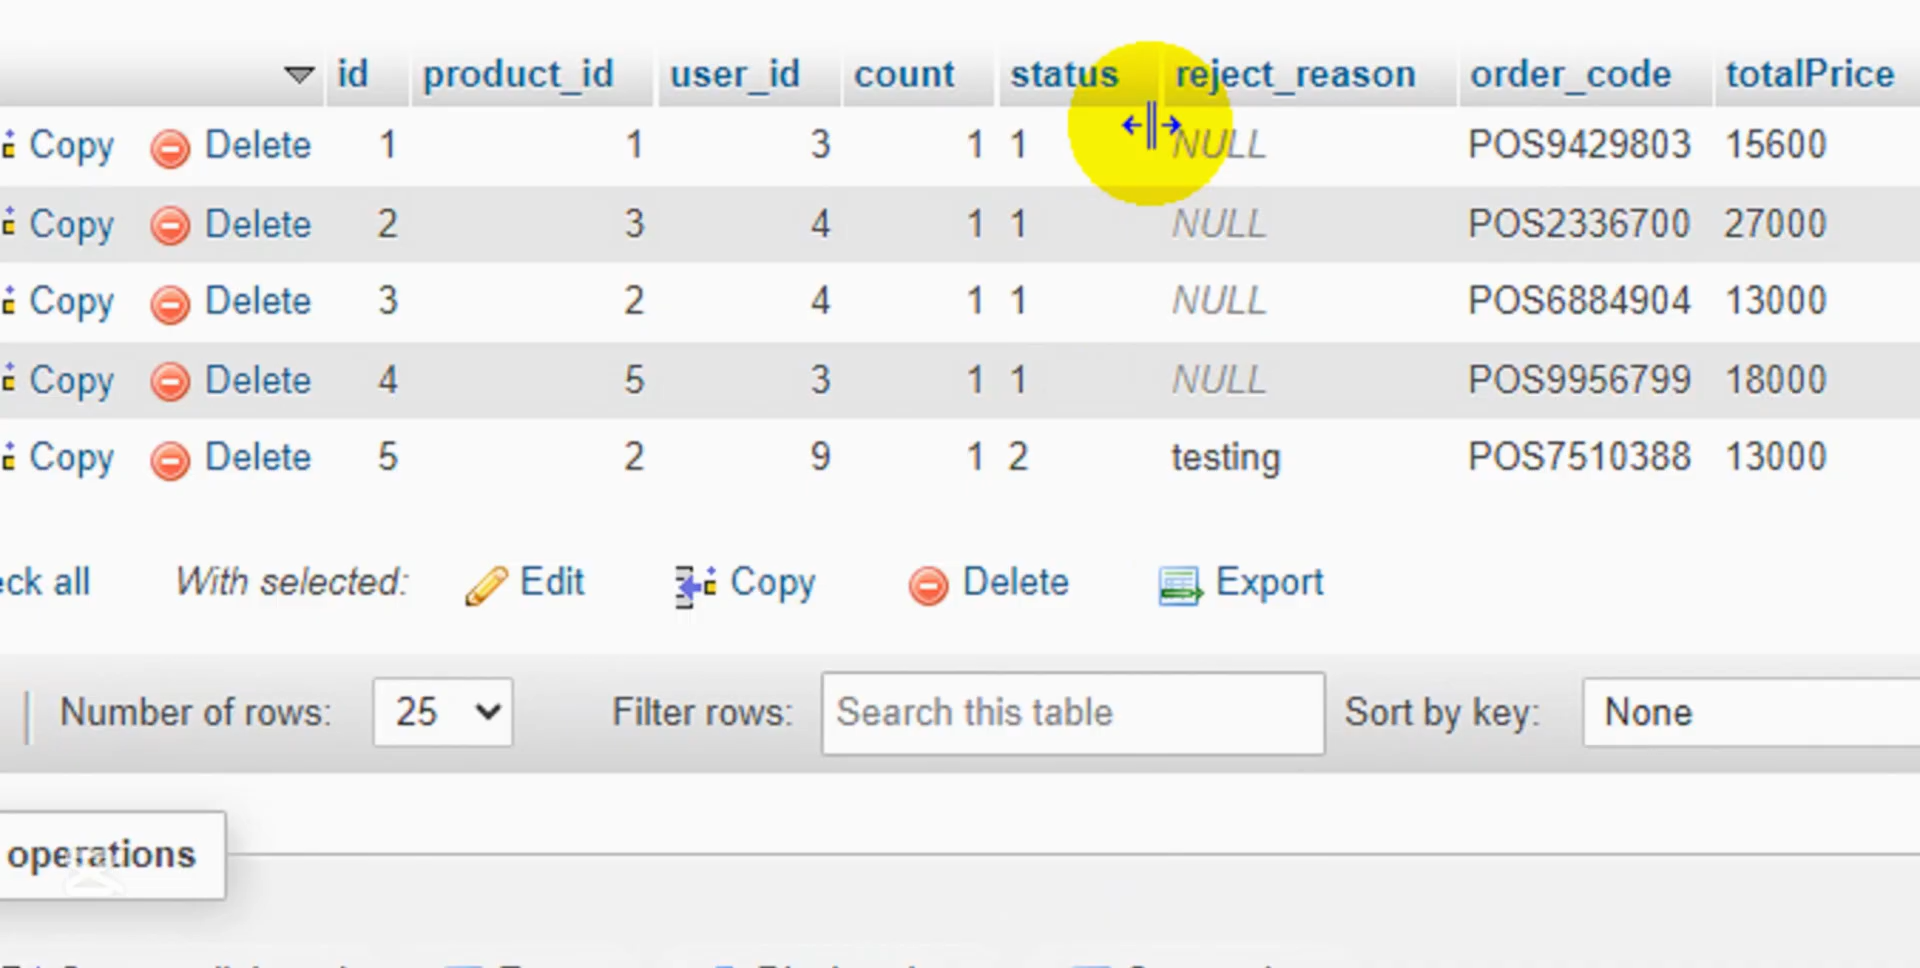 id product_id user_id count status reject_reason order_code totalPrice
Copy Delete 1 1 3 1 1 NULL POS9429803 15600
Copy Delete 2 3 4 1 1 NULL POS2336700 27000
Copy Delete 3 2 4 1 1 NULL POS6884904 13000
Copy Delete 4 5 3 1 1 NULL POS9956799 18000
Copy Delete 5 2 9 1 2 testing POS7510388 13000
eck all With selected: Edit Copy Delete Export
Number of rows: 25 Filter rows: Search this table Sort by key: None
operations